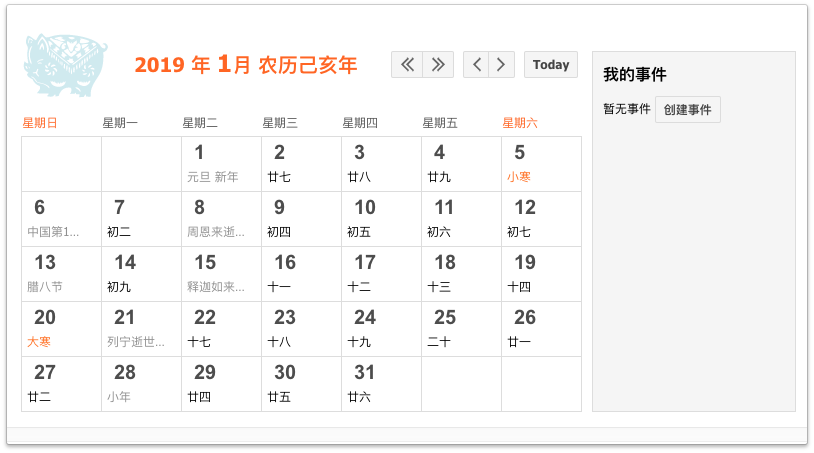 2019 年 1月 农历己亥年
Today
我的事件
暂无事件 创建事件
星期日 星期一 星期二 星期三 星期四 星期五 星期六
1 2 3 4 5
元旦 新年 廿七 廿八 廿九 小寒
6 7 8 9 10 11 12
中国第1... 初二 周恩来逝... 初四 初五 初六 初七
13 14 15 16 17 18 19
腊八节 初九 释迦如来... 十一 十二 十三 十四
20 21 22 23 24 25 26
大寒 列宁逝世... 十七 十八 十九 二十 廿一
27 28 29 30 31
廿二 小年 廿四 廿五 廿六